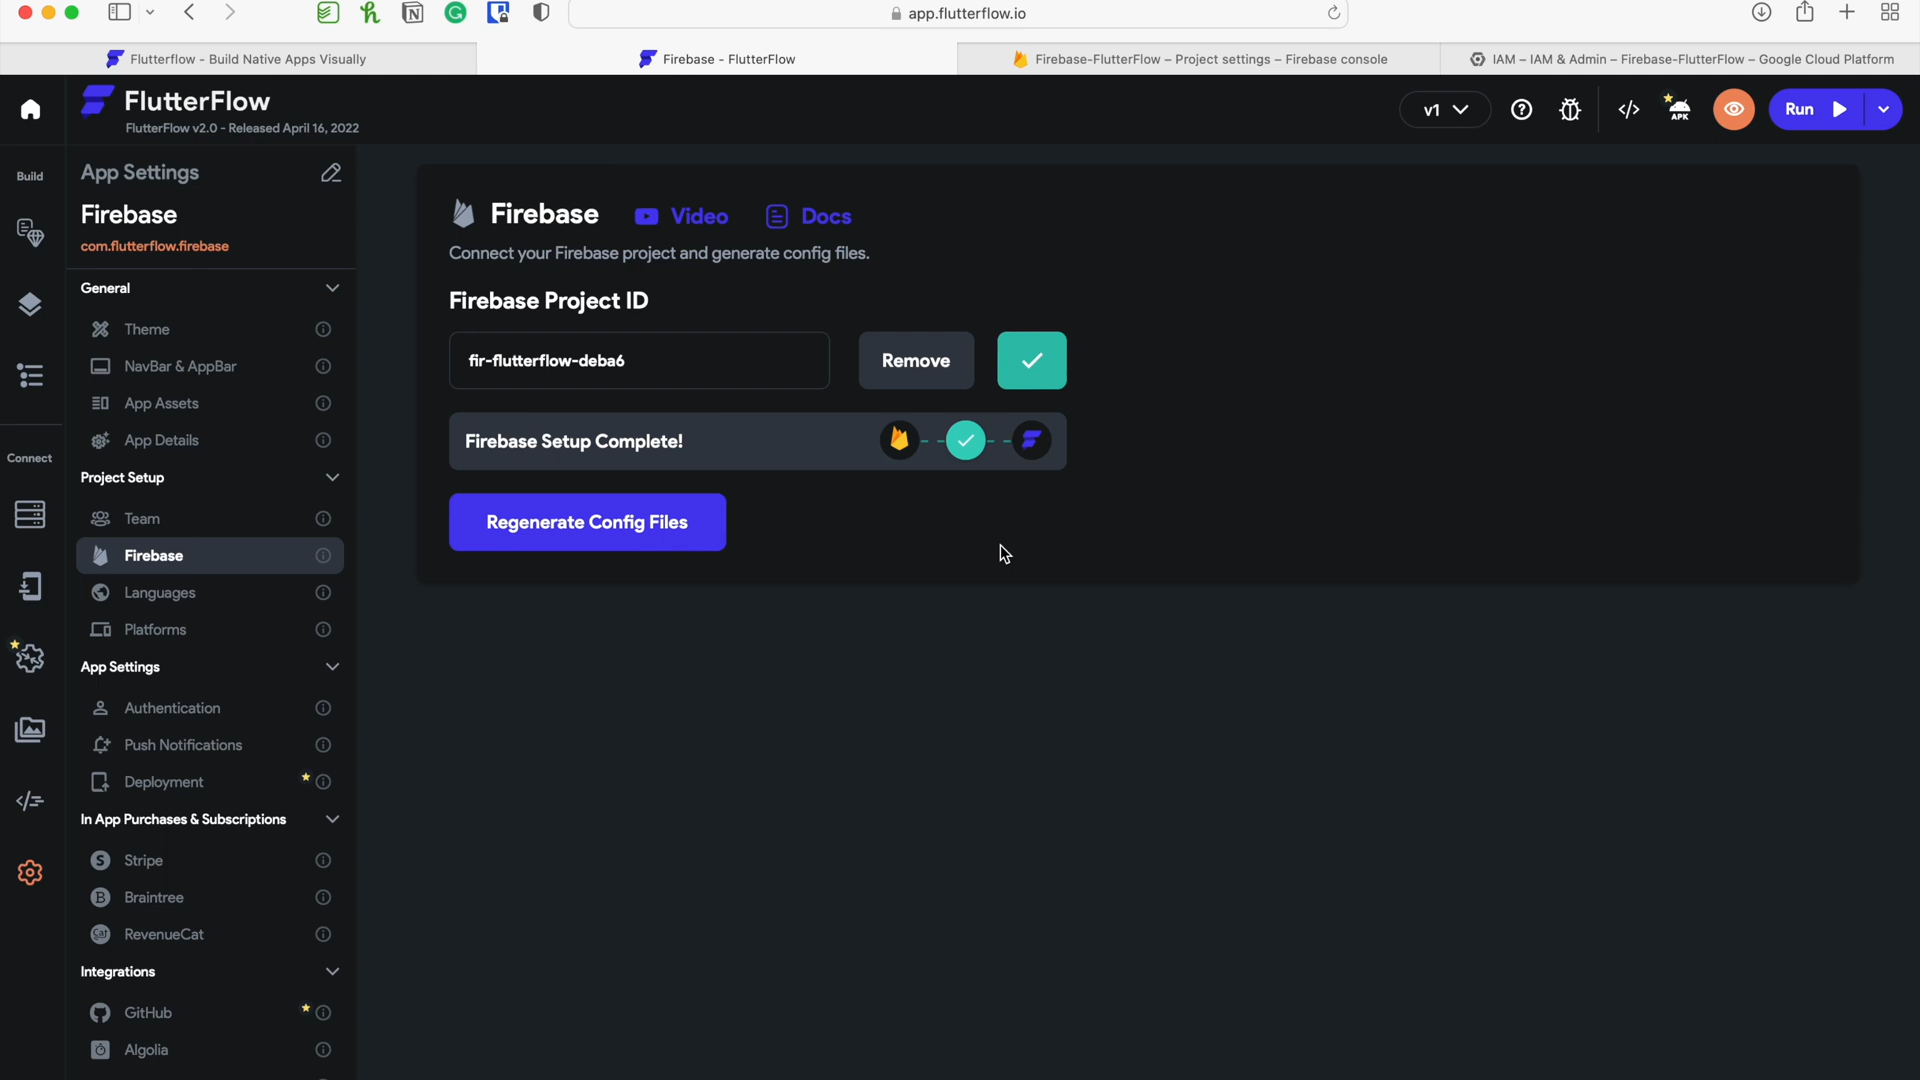 app.flutterflow.io
Flutterflow - Build Native Apps Visually
Firebase - FlutterFlow
Firebase-FlutterFlow – Project settings – Firebase console
IAM – IAM & Admin – Firebase-FlutterFlow – Google Cloud Platform
FlutterFlow
FlutterFlow v2.0 - Released April 16, 2022
v1
APK
Run
Build
Connect
App Settings
Firebase
com.flutterflow.firebase
General
Theme
NavBar & AppBar
App Assets
App Details
Project Setup
Team
Firebase
Languages
Platforms
App Settings
Authentication
Push Notifications
Deployment
In App Purchases & Subscriptions
Stripe
Braintree
RevenueCat
Integrations
GitHub
Algolia
Firebase
Video
Docs
Connect your Firebase project and generate config files.
Firebase Project ID
fir-flutterflow-deba6
Remove
Firebase Setup Complete!
Regenerate Config Files